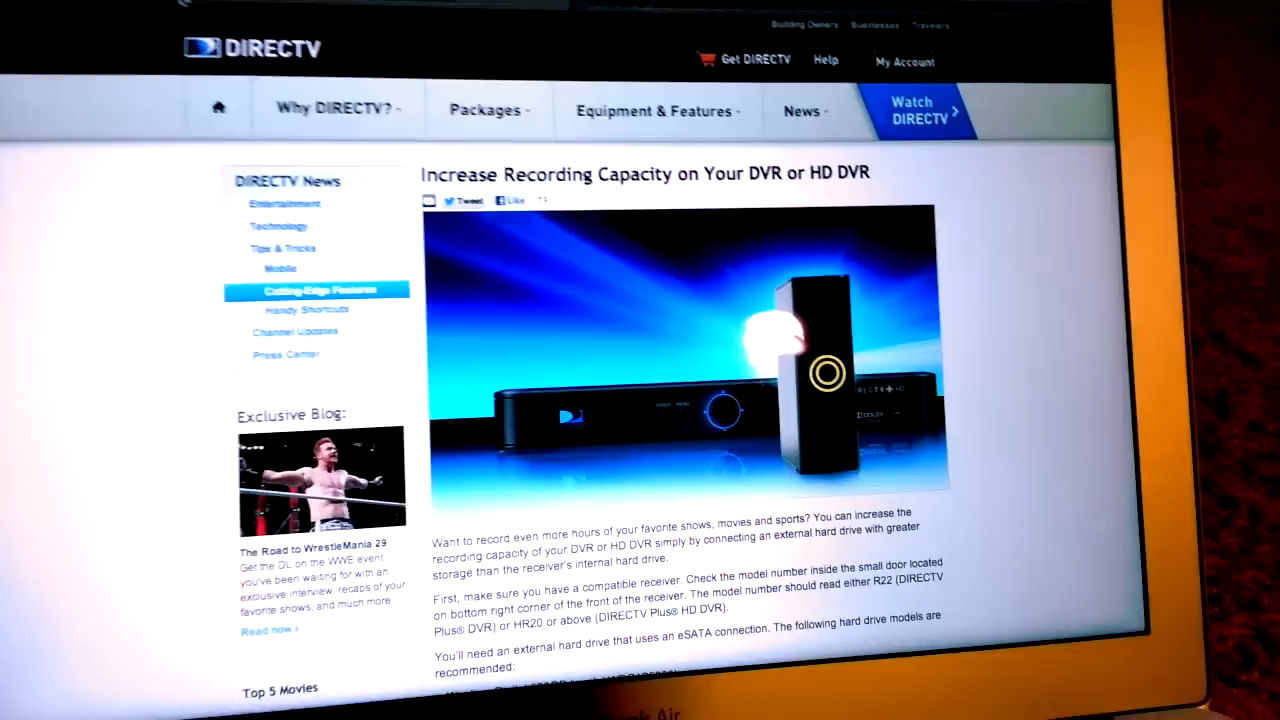 Building Owners Businesses Travelers
DIRECTV
Get DIRECTV Help My Account
Why DIRECTV? Packages Equipment & Features News
Watch
DIRECTV
DIRECTV News
Entertainment
Technology
Tips & Tricks
Mobile
Cutting-Edge Features
Handy Shortcuts
Channel Updates
Press Center
Exclusive Blog:
The Road to WrestleMania 29
Get the DL on the WWE event
you've been waiting for with an
exclusive interview, recaps of your
favorite shows, and much more
Read now ›
Top 5 Movies
Increase Recording Capacity on Your DVR or HD DVR
Tweet Like 73
DOLBY
Want to record even more hours of your favorite shows, movies and sports? You can increase the
recording capacity of your DVR or HD DVR simply by connecting an external hard drive with greater
storage than the receiver's internal hard drive.
First, make sure you have a compatible receiver. Check the model number inside the small door located
on bottom right corner of the front of the receiver. The model number should read either R22 (DIRECTV
Plus® DVR) or HR20 or above (DIRECTV Plus® HD DVR).
You'll need an external hard drive that uses an eSATA connection. The following hard drive models are
recommended:
Air